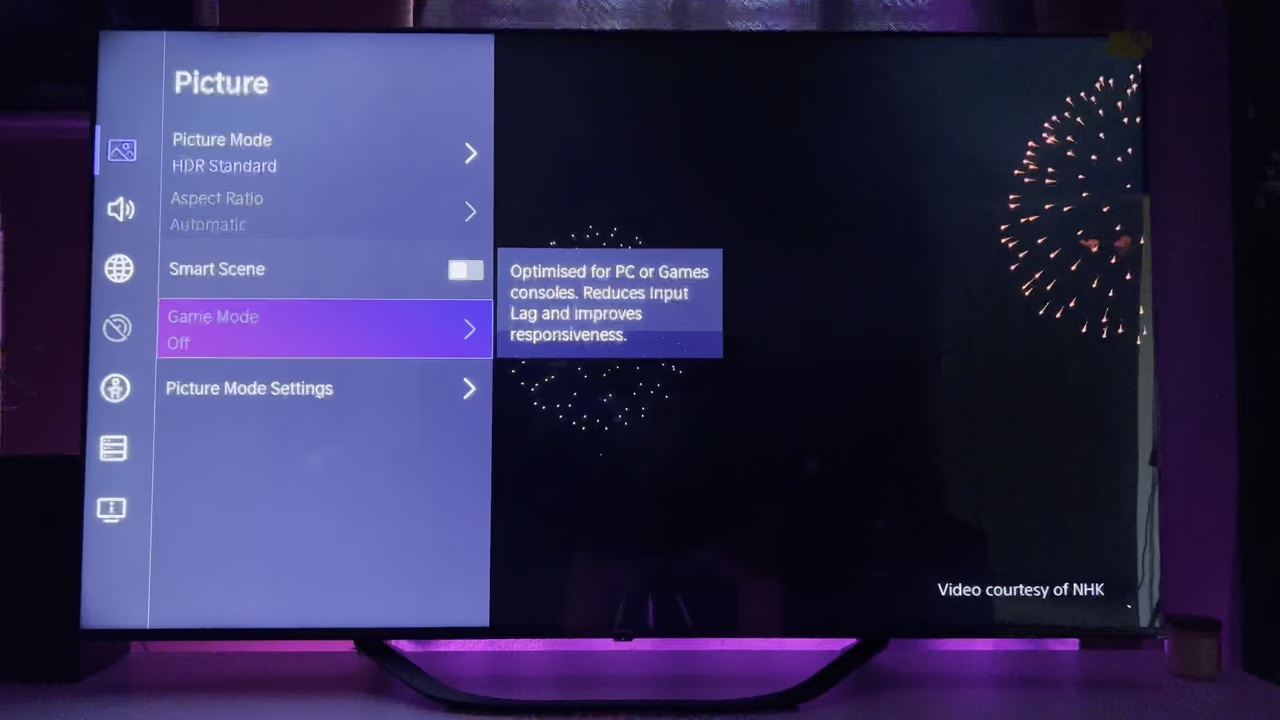 Picture
Picture Mode
HDR Standard
Aspect Ratio
Automatic
Smart Scene
Game Mode
Off
Optimised for PC or Games
consoles. Reduces Input
Lag and improves
responsiveness.
Picture Mode Settings
Video courtesy of NHK